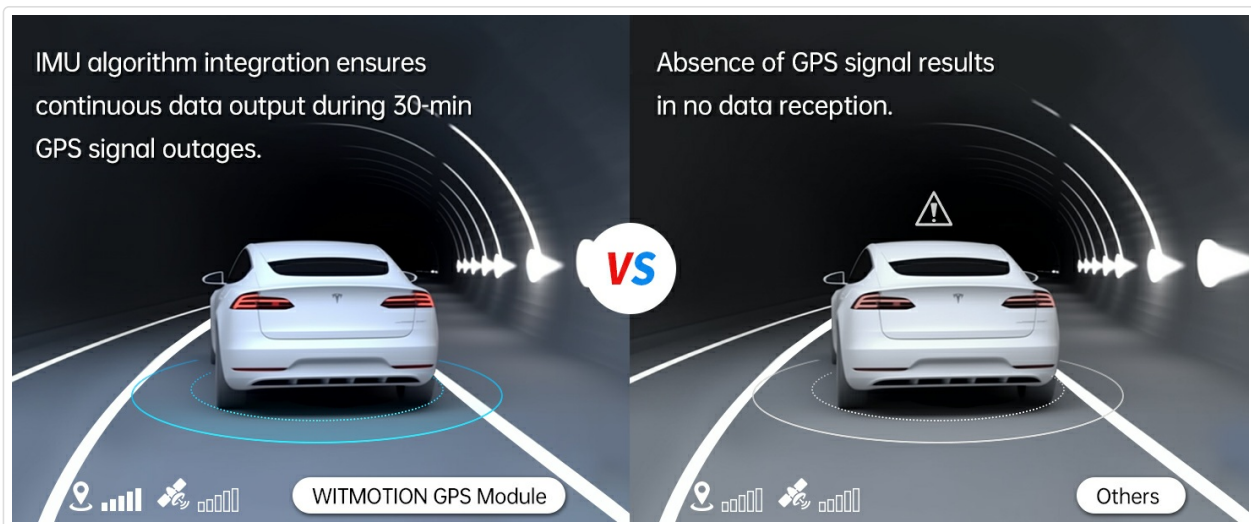 IMU algorithm integration ensures
continuous data output during 30-min
GPS signal outages.
Absence of GPS signal results
in no data reception.
VS
WITMOTION GPS Module
Others